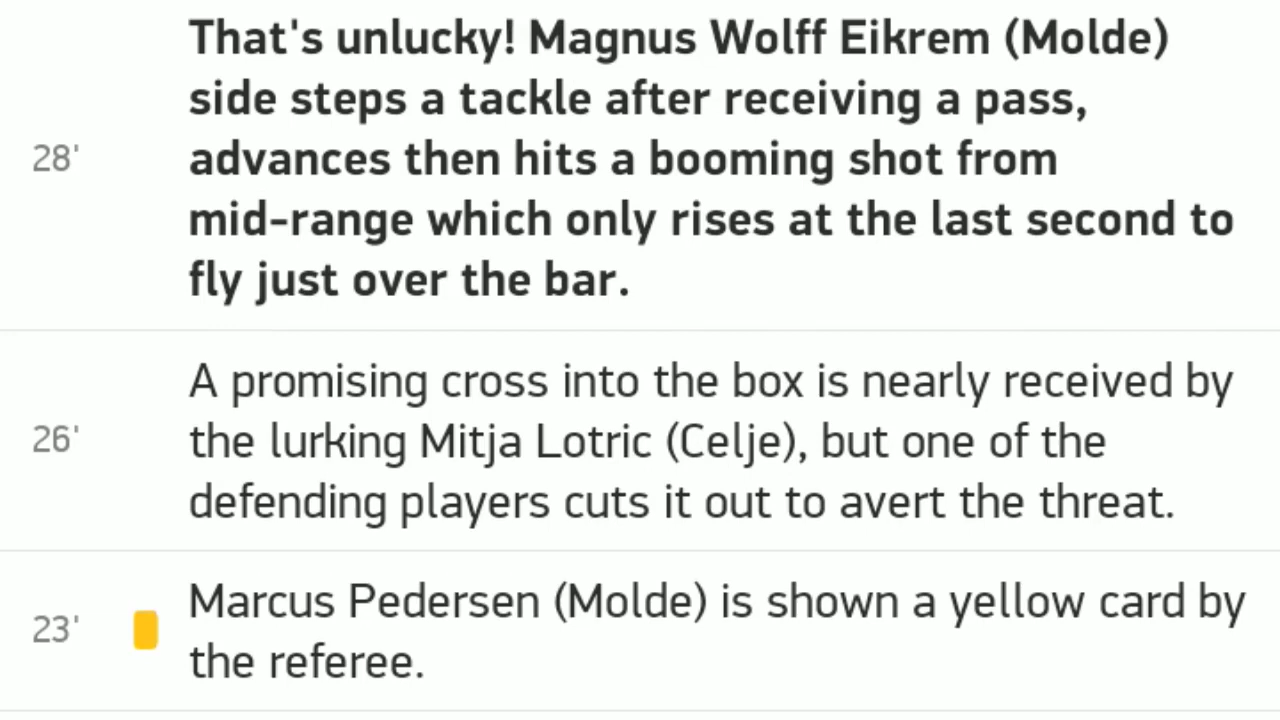 That's unlucky! Magnus Wolff Eikrem (Molde)
side steps a tackle after receiving a pass,
28' advances then hits a booming shot from
mid-range which only rises at the last second to
fly just over the bar.
A promising cross into the box is nearly received by
26' the lurking Mitja Lotric (Celje), but one of the
defending players cuts it out to avert the threat.
23' Marcus Pedersen (Molde) is shown a yellow card by
the referee.